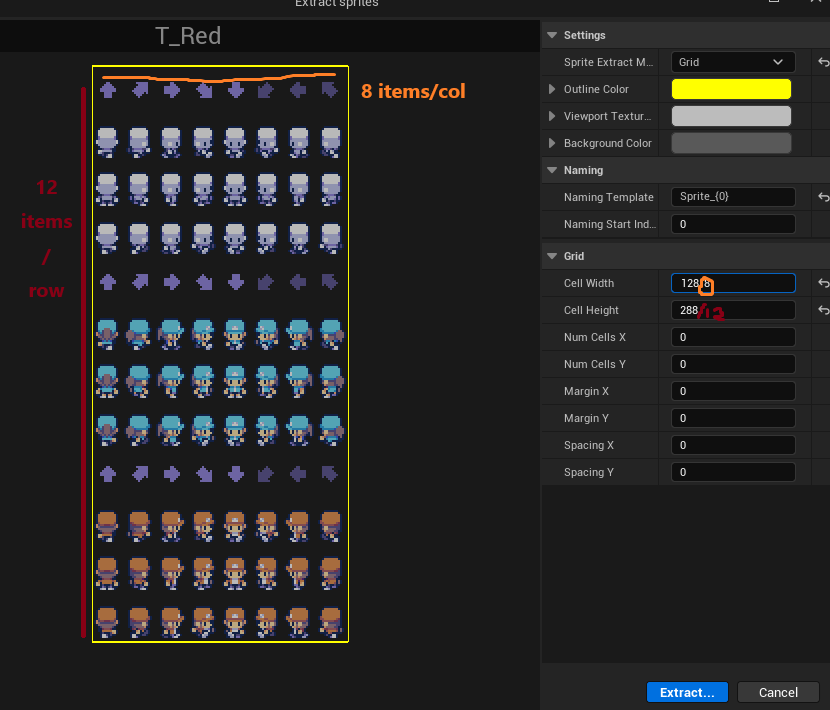 Extract sprites
T_Red
8 items/col
12
items
/
row
Settings
Sprite Extract M... Grid
Outline Color
Viewport Textur...
Background Color
Naming
Naming Template Sprite_{0}
Naming Start Ind... 0
Grid
Cell Width 128/8
Cell Height 288/12
Num Cells X 0
Num Cells Y 0
Margin X 0
Margin Y 0
Spacing X 0
Spacing Y 0
Extract... Cancel